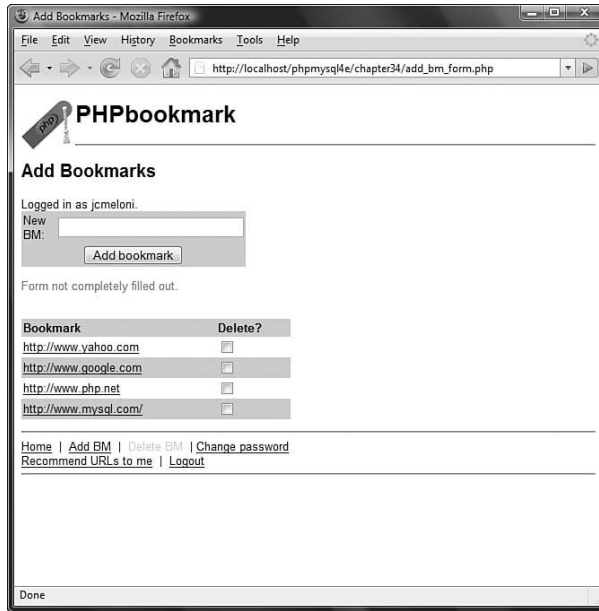 Add Bookmarks - Mozilla Firefox
File Edit View History Bookmarks Tools Help
http://localhost/phpmysql4e/chapter34/add_bm_form.php
php
PHPbookmark
Add Bookmarks
Logged in as jcmeloni.
New
BM:
Add bookmark
Form not completely filled out.
Bookmark Delete?
http://www.yahoo.com
http://www.google.com
http://www.php.net
http://www.mysql.com/
Home | Add BM | Delete BM | Change password
Recommend URLs to me | Logout
Done